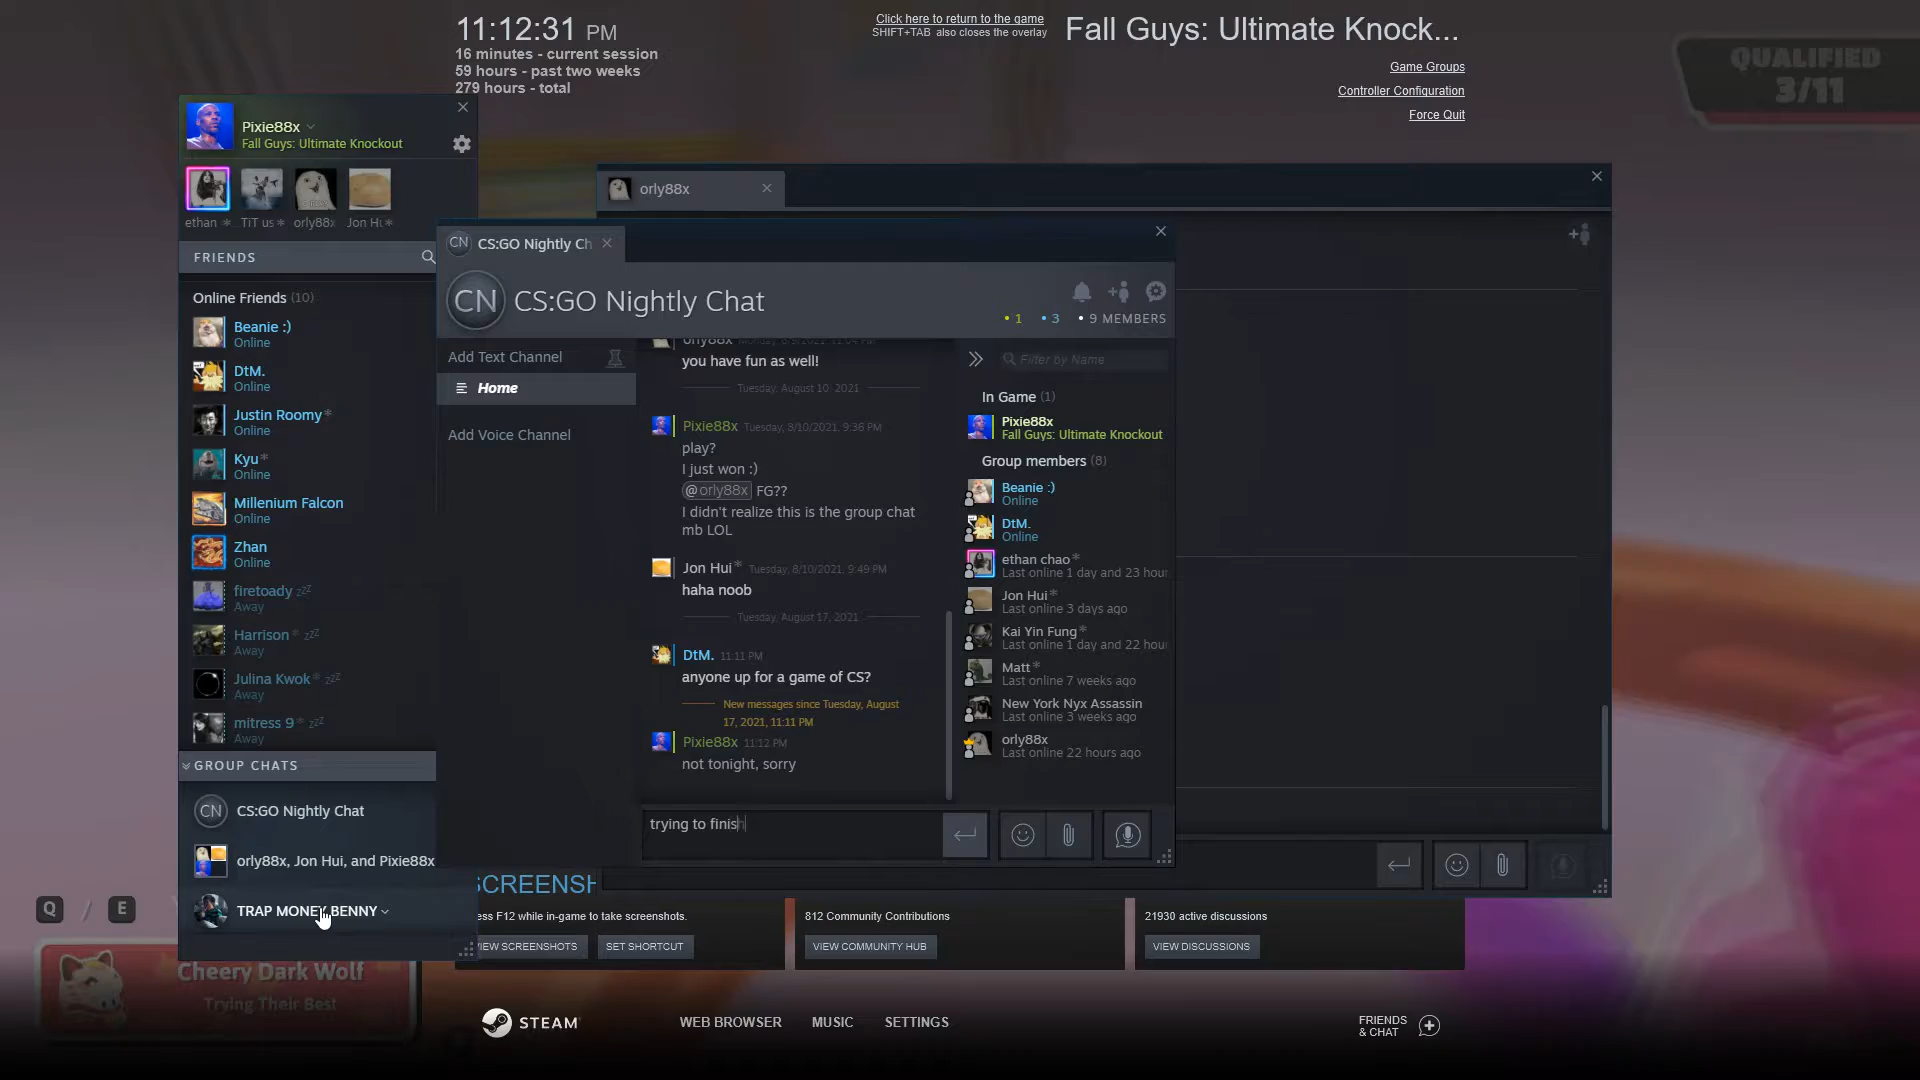 11:12:31 PM
16 minutes - current session
59 hours - past two weeks
279 hours - total
Click here to return to the game
SHIFT+TAB also closes the overlay
Fall Guys: Ultimate Knock...
Game Groups
Controller Configuration
Force Quit
QUALIFIED
3/11
Pixie88x
Fall Guys: Ultimate Knockout
ethan * TiT us* orly88x Jon Hu*
FRIENDS
Online Friends (10)
Beanie :)
Online
DtM.
Online
Justin Roomy*
Online
Kyu*
Online
Millenium Falcon
Online
Zhan
Online
firetoady zzZ
Away
Harrison* zzZ
Away
Julina Kwok* zzZ
Away
mitress 9* zzZ
Away
GROUP CHATS
CN CS:GO Nightly Chat
orly88x, Jon Hui, and Pixie88x
TRAP MONEY BENNY
orly88x
CN CS:GO Nightly Ch
CN CS:GO Nightly Chat
• 1 • 3 • 9 MEMBERS
Add Text Channel
Home
Add Voice Channel
orly88x Monday, 8/9/2021, 11:04 PM
you have fun as well!
Tuesday, August 10, 2021
Pixie88x Tuesday, 8/10/2021, 9:36 PM
play?
I just won :)
@orly88x FG??
I didn't realize this is the group chat
mb LOL
Jon Hui* Tuesday, 8/10/2021, 9:49 PM
haha noob
Tuesday, August 17, 2021
DtM. 11:11 PM
anyone up for a game of CS?
New messages since Tuesday, August
17, 2021, 11:11 PM
Pixie88x 11:12 PM
not tonight, sorry
trying to finish
Filter by Name
In Game (1)
Pixie88x
Fall Guys: Ultimate Knockout
Group members (8)
Beanie :)
Online
DtM.
Online
ethan chao*
Last online 1 day and 23 hour
Jon Hui*
Last online 3 days ago
Kai Yin Fung*
Last online 1 day and 22 hour
Matt*
Last online 7 weeks ago
New York Nyx Assassin
Last online 3 weeks ago
orly88x
Last online 22 hours ago
Q / E
Cheery Dark Wolf
Trying Their Best
SCREENSH
ess F12 while in-game to take screenshots.
VIEW SCREENSHOTS SET SHORTCUT
812 Community Contributions
VIEW COMMUNITY HUB
21930 active discussions
VIEW DISCUSSIONS
STEAM
WEB BROWSER MUSIC SETTINGS
FRIENDS
& CHAT